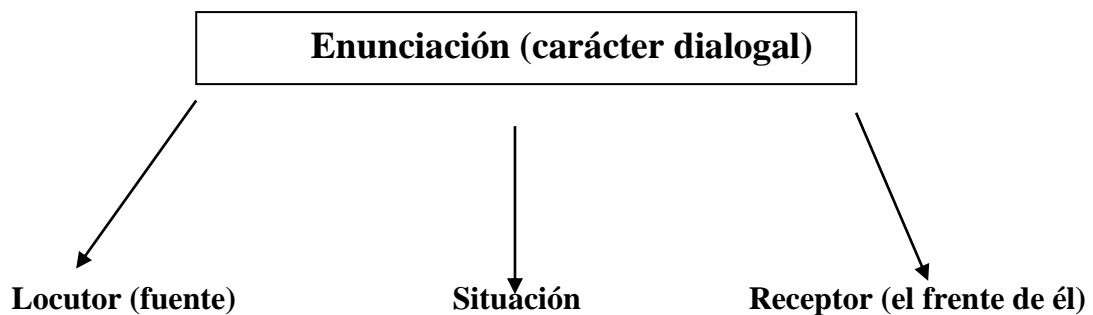 Enunciación (carácter dialogal)
Locutor (fuente) Situación Receptor (el frente de él)